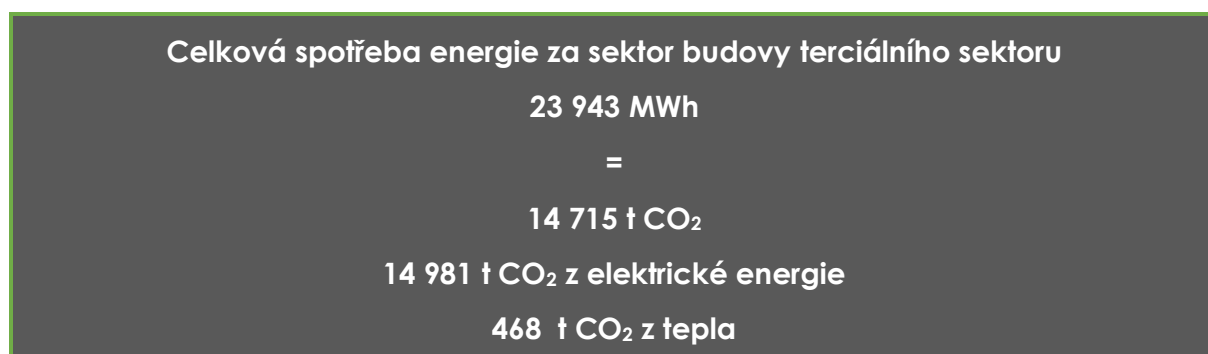 Celková spotřeba energie za sektor budovy terciálního sektoru
23 943 MWh
=
14 715 t CO₂
14 981 t CO₂ z elektrické energie
468 t CO₂ z tepla